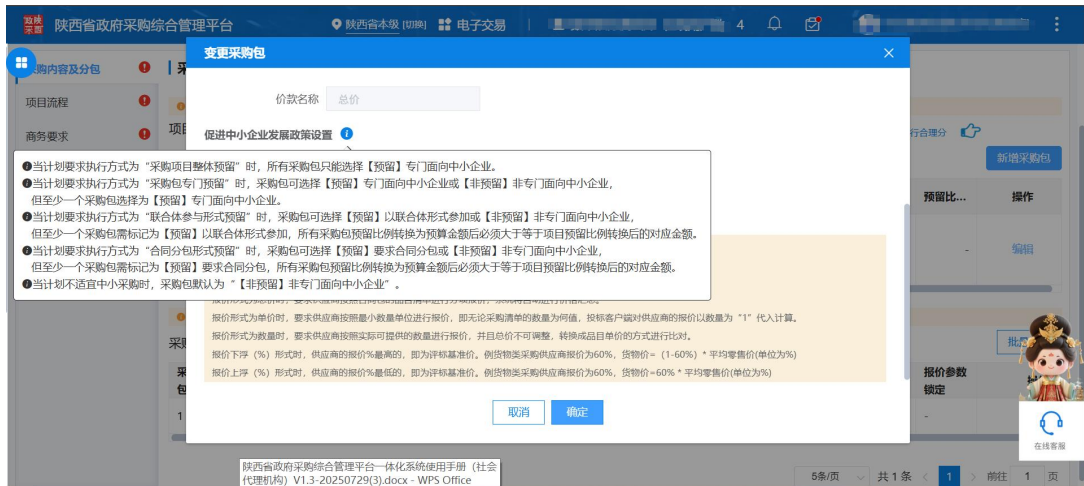 政采
采云
陕西省政府采购综合管理平台
陕西省本级 [切换]
电子交易
4
购内容及分包
采
变更采购包
项目流程
价款名称
总价
商务要求
项目
促进中小企业发展政策设置
行合理分
新增采购包
当计划要求执行方式为“采购项目整体预留”时，所有采购包只能选择【预留】专门面向中小企业。
当计划要求执行方式为“采购包专门预留”时，采购包可选择【预留】专门面向中小企业或【非预留】非专门面向中小企业，
但至少一个采购包选择为【预留】专门面向中小企业。
当计划要求执行方式为“联合体参与形式预留”时，采购包可选择【预留】以联合体形式参加或【非预留】非专门面向中小企业，
但至少一个采购包需标记为【预留】以联合体形式参加，所有采购包预留比例转换为预算金额后必须大于等于项目预留比例转换后的对应金额。
当计划要求执行方式为“合同分包形式预留”时，采购包可选择【预留】要求合同分包或【非预留】非专门面向中小企业，
但至少一个采购包需标记为【预留】要求合同分包，所有采购包预留比例转换为预算金额后必须大于等于项目预留比例转换后的对应金额。
当计划不适宜中小采购时，采购包默认为“【非预留】非专门面向中小企业”。
预留比...
操作
-
编辑
报价形式为单价时，要求供应商按照最小数量单位进行报价，即无论采购清单的数量为何值，投标客户端对供应商的报价以数量为“1”代入计算。
报价形式为数量时，要求供应商按照实际可提供的数量进行报价，并且总价不可调整，转换成品目单价的方式进行比对。
报价下浮（%）形式时，供应商的报价%最高的，即为评标基准价。例货物类采购供应商报价为60%，货物价=（1-60%）*平均零售价(单位为%)
报价上浮（%）形式时，供应商的报价%最低的，即为评标基准价。例货物类采购供应商报价为60%，货物价=60% * 平均零售价(单位为%)
采购
批
采
包
报价参数
锁定
1
-
取消
确定
在线客服
陕西省政府采购综合管理平台一体化系统使用手册（社会
代理机构）V1.3-20250729(3).docx - WPS Office
5条/页
共 1 条
1
前往
1
页